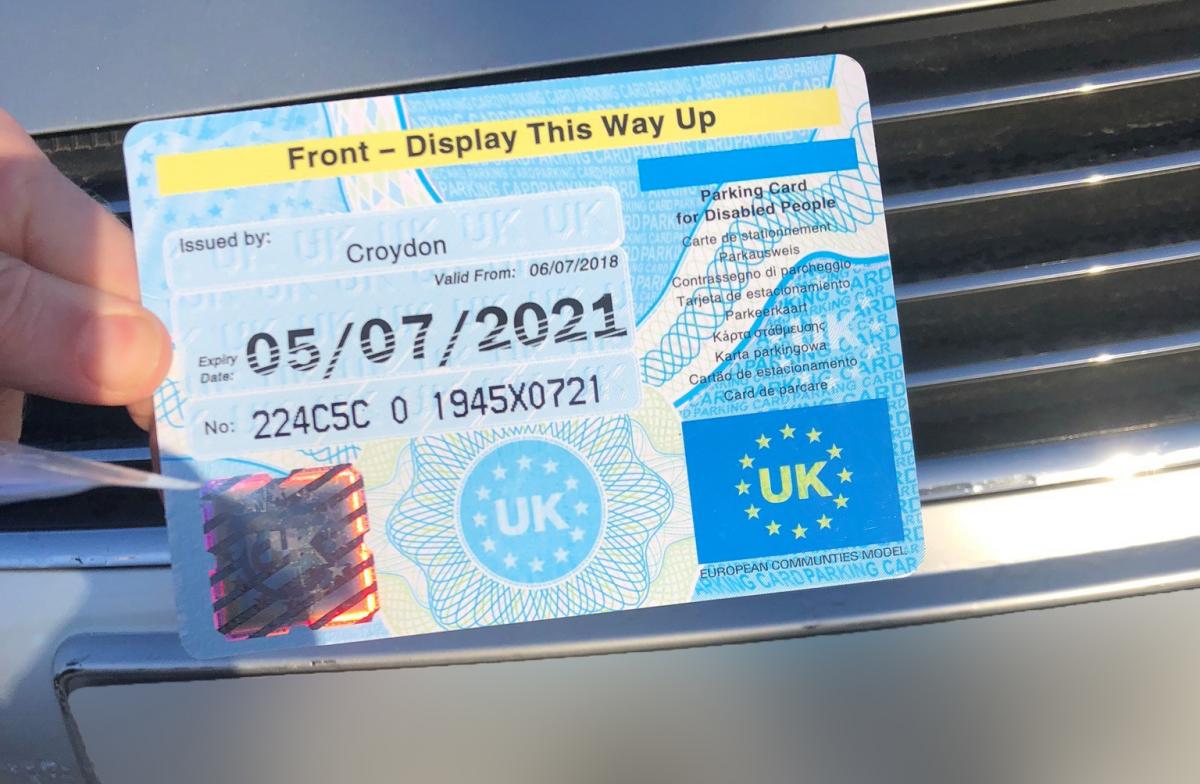 Front – Display This Way Up
Issued by:
Croydon
Valid From: 06/07/2018
Expiry Date: 05/07/2021
No: 224C5C 0 1945X0721
Parking Card
for Disabled People
Carte de stationnement
Parkausweis
Contrassegno di parcheggio
Tarjeta de estacionamiento
Parkeerkaart
Κάρτα στάθμευσης
Karta parkingowa
Cartão de estacionamento
Card de parcare
UK
UK
UK
EUROPEAN COMMUNTIES MODEL